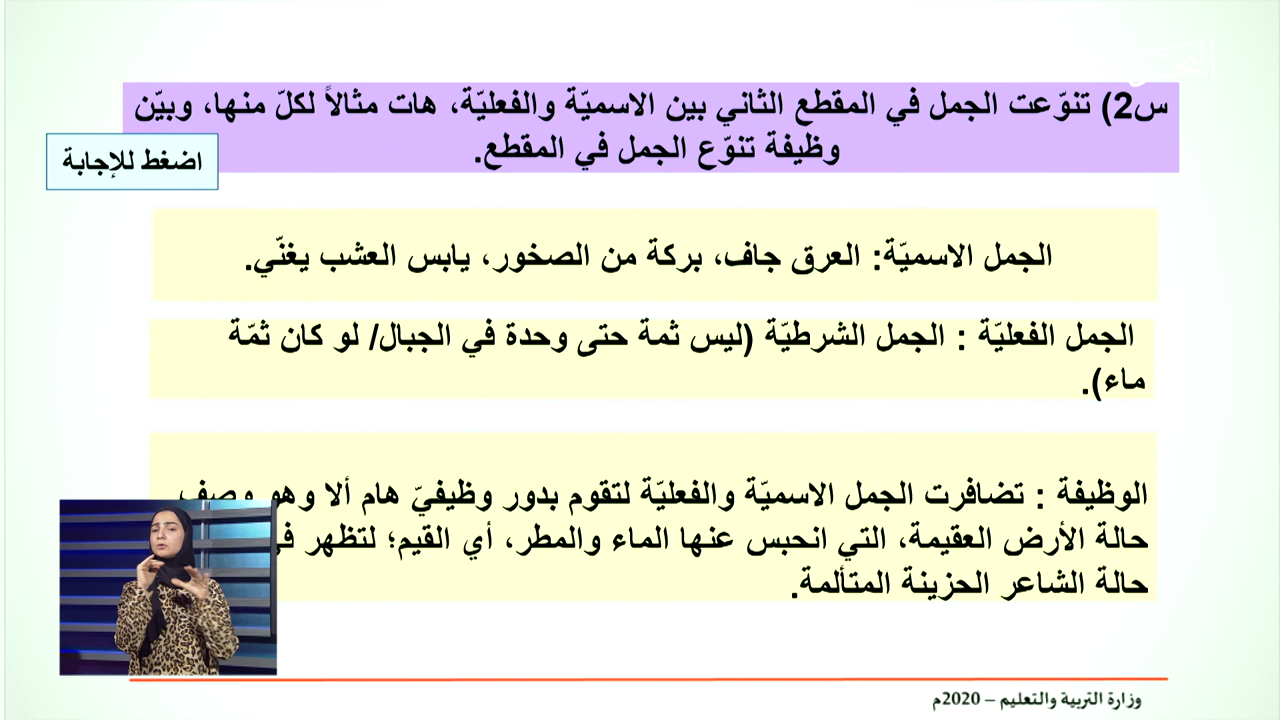 س2) تنوّعت الجمل في المقطع الثاني بين الاسميّة والفعليّة، هات مثالاً لكلّ منها، وبيّن
وظيفة تنوّع الجمل في المقطع.
اضغط للإجابة
الجمل الاسميّة: العرق جاف، بركة من الصخور، يابس العشب يغنّي.
الجمل الفعليّة : الجمل الشرطيّة (ليس ثمة حتى وحدة في الجبال/ لو كان ثمّة
ماء).
الوظيفة : تضافرت الجمل الاسميّة والفعليّة لتقوم بدور وظيفيّ هام ألا وهو وصف
حالة الأرض العقيمة، التي انحبس عنها الماء والمطر، أي القيم؛ لتظهر
حالة الشاعر الحزينة المتألمة.
وزارة التربية والتعليم – 2020م